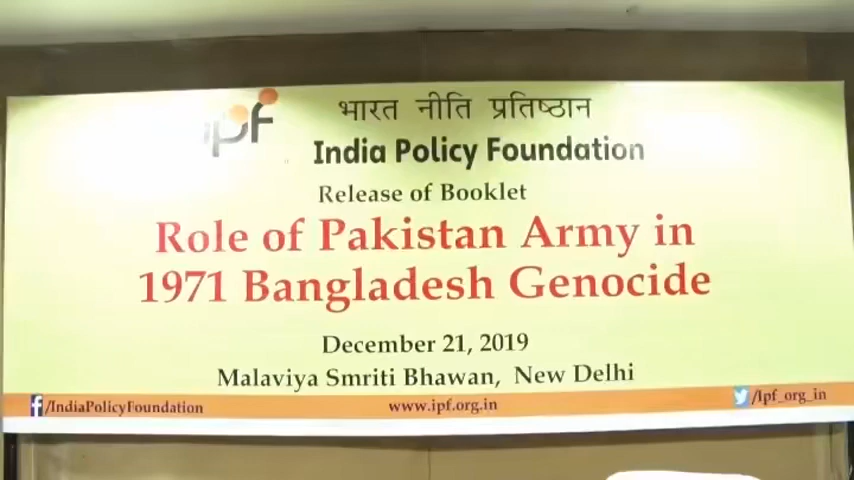 ipf
भारत नीति प्रतिष्ठान
India Policy Foundation
Release of Booklet
Role of Pakistan Army in
1971 Bangladesh Genocide
December 21, 2019
Malaviya Smriti Bhawan, New Delhi
f/IndiaPolicyFoundation www.ipf.org.in /Ipf_org_in